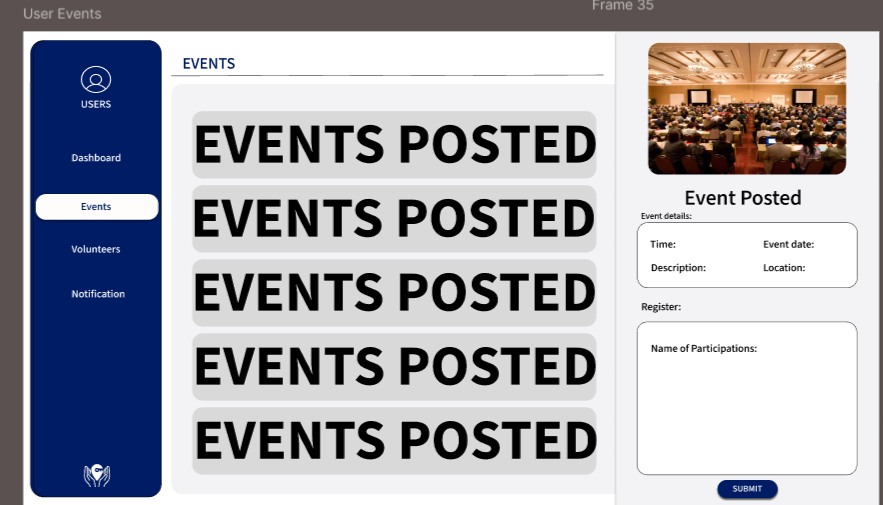 User Events
Frame 35
USERS
Dashboard
Events
Volunteers
Notification
EVENTS
EVENTS POSTED
EVENTS POSTED
EVENTS POSTED
EVENTS POSTED
EVENTS POSTED
Event Posted
Event details:
Time: Event date:
Description: Location:
Register:
Name of Participations:
SUBMIT